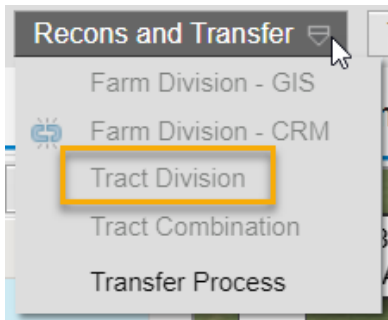 Recons and Transfer
Farm Division - GIS
Farm Division - CRM
Tract Division
Tract Combination
Transfer Process